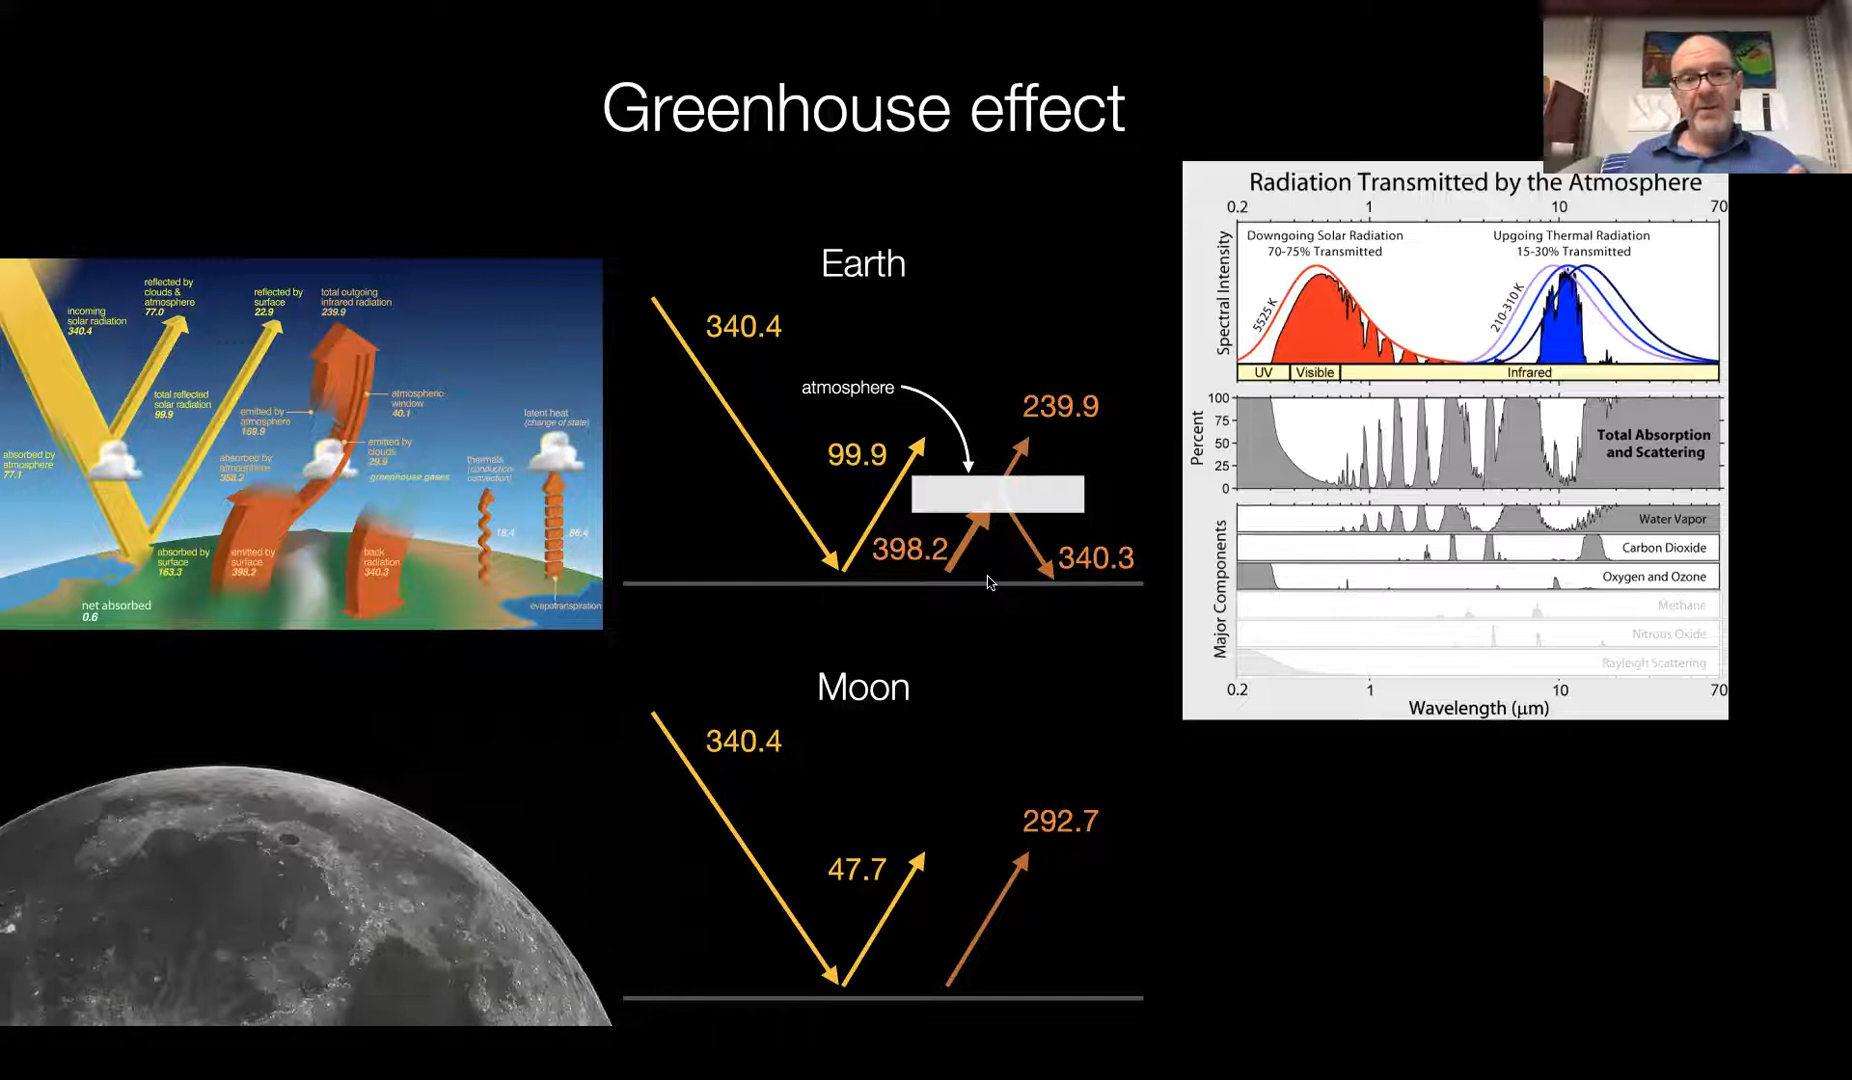 Greenhouse effect
reflected by
clouds &
atmosphere
77.0
incoming
solar radiation
340.4
reflected by
surface
22.9
total outgoing
infrared radiation
239.9
total reflected
solar radiation
99.9
atmospheric
window
40.1
emitted by
atmosphere
169.9
latent heat
(change of state)
emitted by
clouds
29.9
absorbed by
atmosphere
77.1
absorbed by
atmosphere
358.2
greenhouse gases
thermals
(conduction/
convection)
18.4
86.4
absorbed by
surface
163.3
emitted by
surface
398.2
back
radiation
340.3
evapotranspiration
net absorbed
0.6
Earth
340.4
atmosphere
239.9
99.9
398.2
340.3
Moon
340.4
292.7
47.7
Radiation Transmitted by the Atmosphere
0.2 1 10 70
Spectral Intensity
Downgoing Solar Radiation
70-75% Transmitted
Upgoing Thermal Radiation
15-30% Transmitted
5525 K
210-310 K
UV Visible Infrared
Percent
100
75
50
25
0
Total Absorption
and Scattering
Major Components
Water Vapor
Carbon Dioxide
Oxygen and Ozone
Methane
Nitrous Oxide
Rayleigh Scattering
0.2 1 10 70
Wavelength (μm)